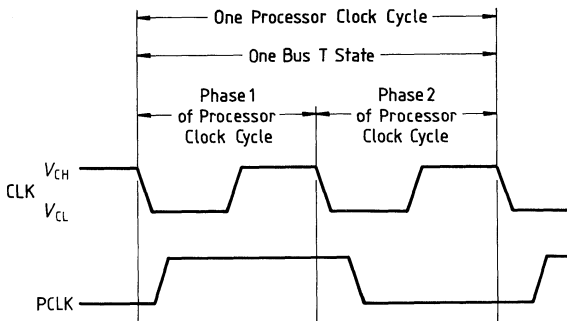 One Processor Clock Cycle
One Bus T State
Phase 1
of Processor
Clock Cycle
Phase 2
of Processor
Clock Cycle
VCH
CLK
VCL
PCLK